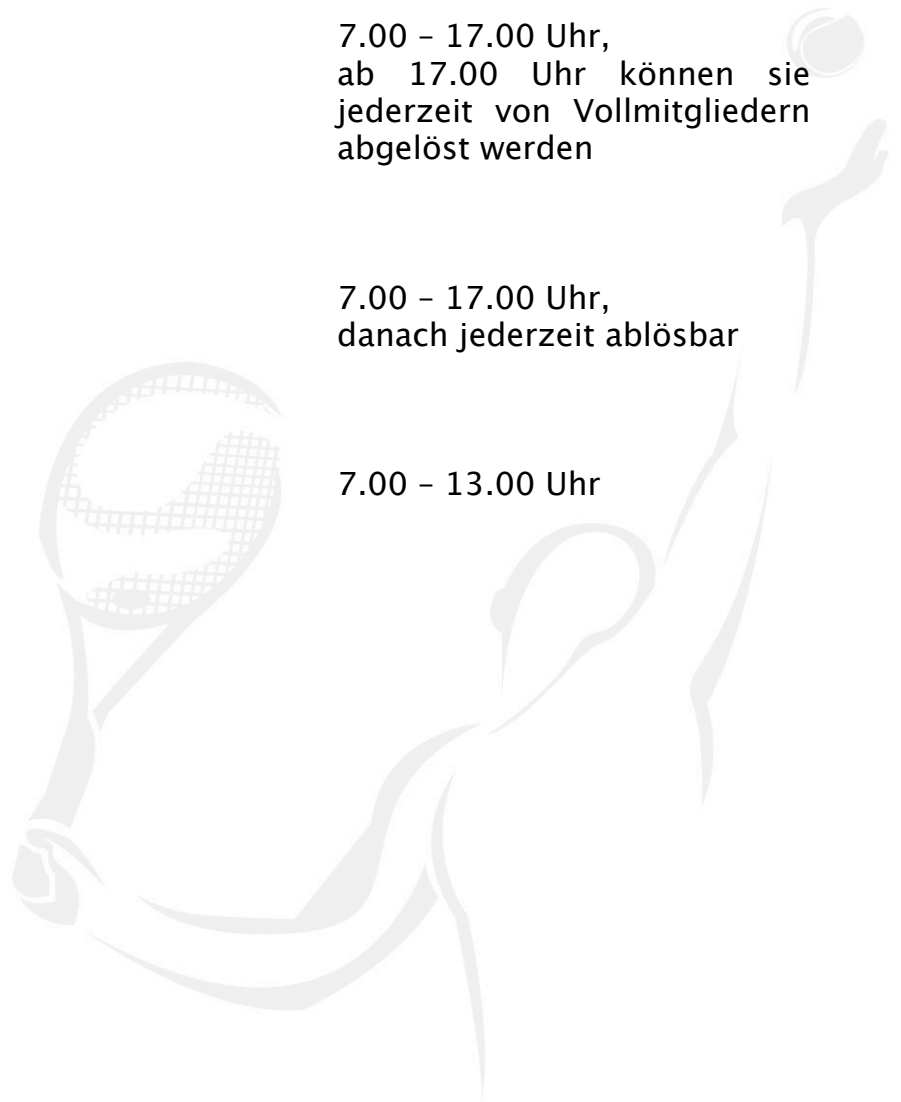 7.00 – 17.00 Uhr,
ab 17.00 Uhr können sie
jederzeit von Vollmitgliedern
abgelöst werden
7.00 – 17.00 Uhr,
danach jederzeit ablösbar
7.00 – 13.00 Uhr